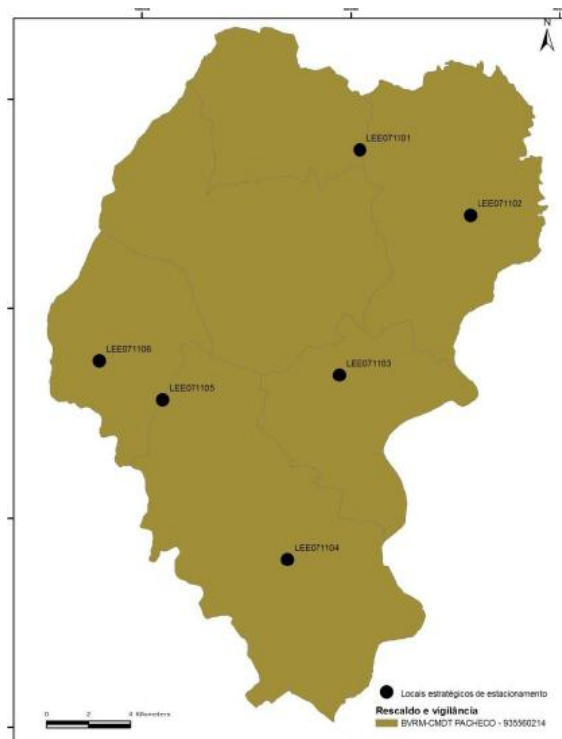 N
LEE071101
LEE071102
LEE071106
LEE071103
LEE071105
LEE071104
Locais estratégicos de estacionamento
Rescaldo e vigilância
BVRM-CMDT PACHECO - 935560214
0 2 4 Kilometers